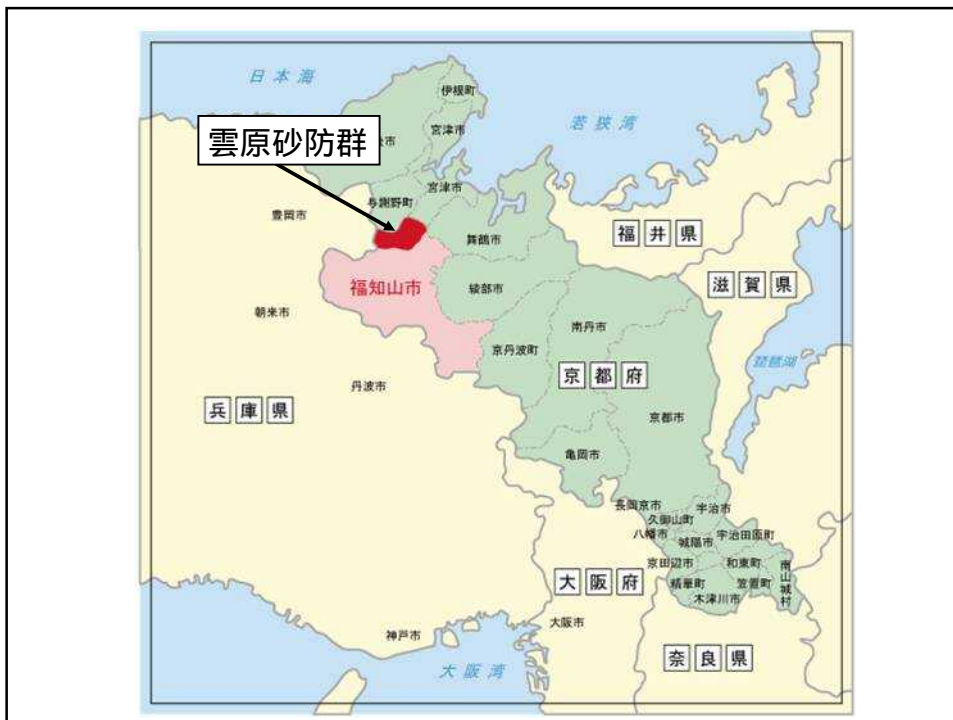 日本海
伊根町
若狭湾
宮津市
雲原砂防群
宮津市
与謝野町
豊岡市
舞鶴市
福井県
滋賀県
福知山市
綾部市
朝来市
南丹市
京丹波町
琵琶湖
京都府
丹波市
兵庫県
京都市
亀岡市
長岡京市
宇治市
久御山町
八幡市
宇治田原町
城陽市
京田辺市
和東町
南山城村
大阪府
精華町
笠置町
木津川市
大阪市
神戸市
大阪湾
奈良県